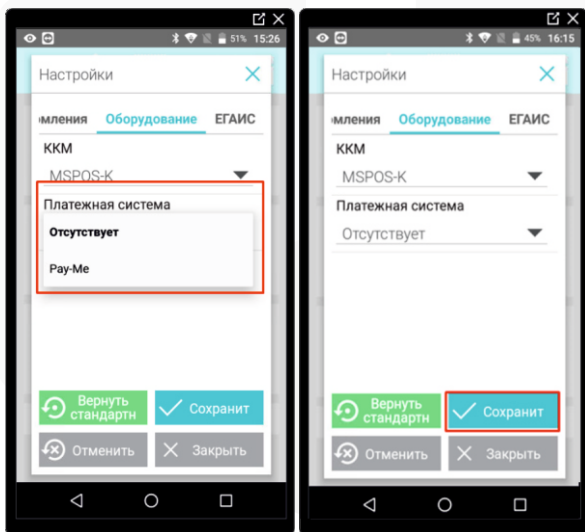 51% 15:26
Настройки
омления Оборудование ЕГАИС
ККМ
MSPOS-K
Платежная система
Отсутствует
Pay-Me
Вернуть
стандартн
Сохранит
Отменить
Закрыть
45% 16:15
Настройки
мления Оборудование ЕГАИС
ККМ
MSPOS-K
Платежная система
Отсутствует
Вернуть
стандартн
Сохранит
Отменить
Закрыть